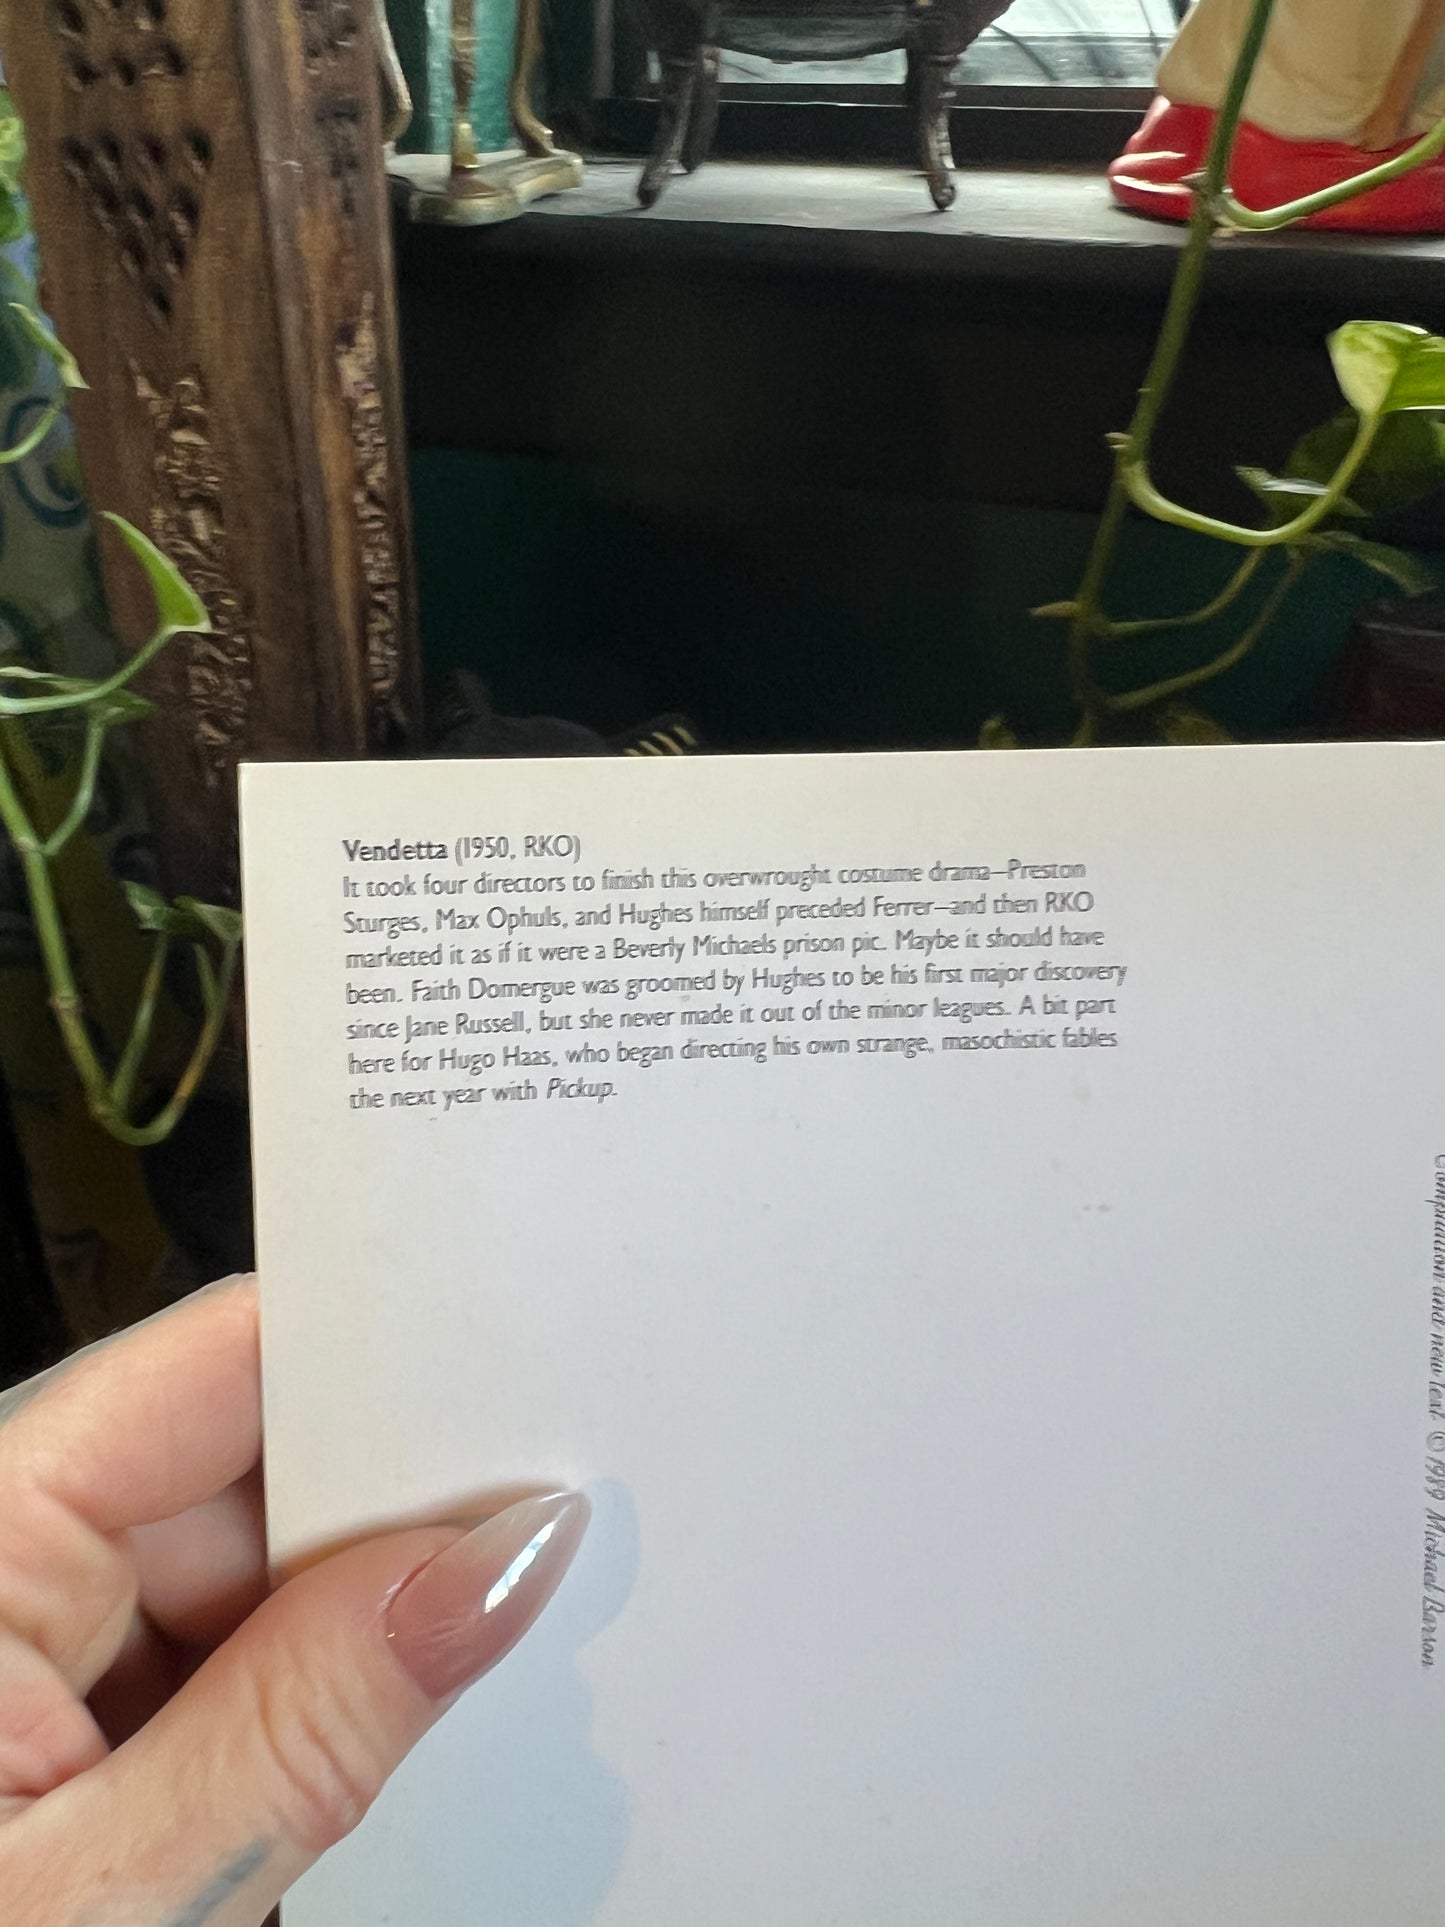 Vendetta (1950, RKO)
It took four directors to finish this overwrought costume drama—Preston
Sturges, Max Ophuls, and Hughes himself preceded Ferrer—and then RKO
marketed it as if it were a Beverly Michaels prison pic. Maybe it should have
been. Faith Domergue was groomed by Hughes to be his first major discovery
since Jane Russell, but she never made it out of the minor leagues. A bit part
here for Hugo Haas, who began directing his own strange, masochistic fables
the next year with Pickup.
Compilation and new text © 1989 Michael Barson